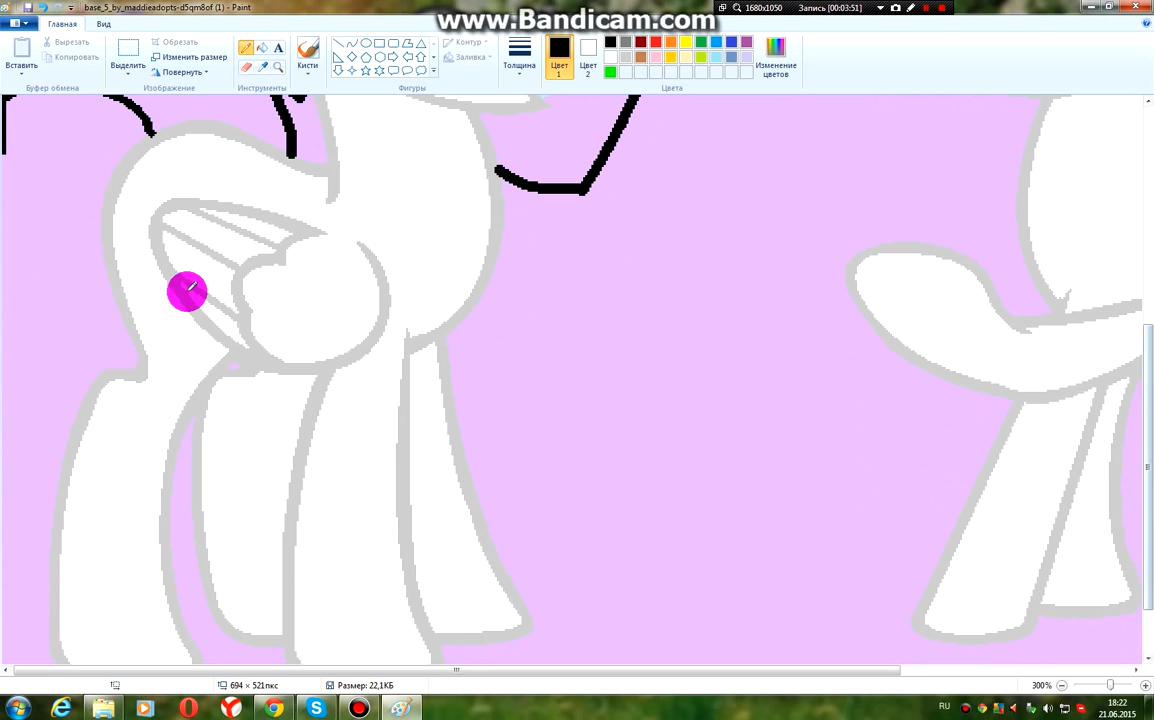 base_5_by_maddieadopts-d5qm8of (1) - Paint
www.Bandicam.com
1680x1050
Запись [00:03:51]
Главная
Вид
Вставить
Вырезать
Копировать
Буфер обмена
Выделить
Обрезать
Изменить размер
Повернуть
Изображение
A
Инструменты
Кисти
Контур
Заливка
Фигуры
Толщина
Цвет 1
Цвет 2
Изменение цветов
Цвета
694 × 521пкс
Размер: 22,1КБ
300%
RU
18:22
21.06.2015